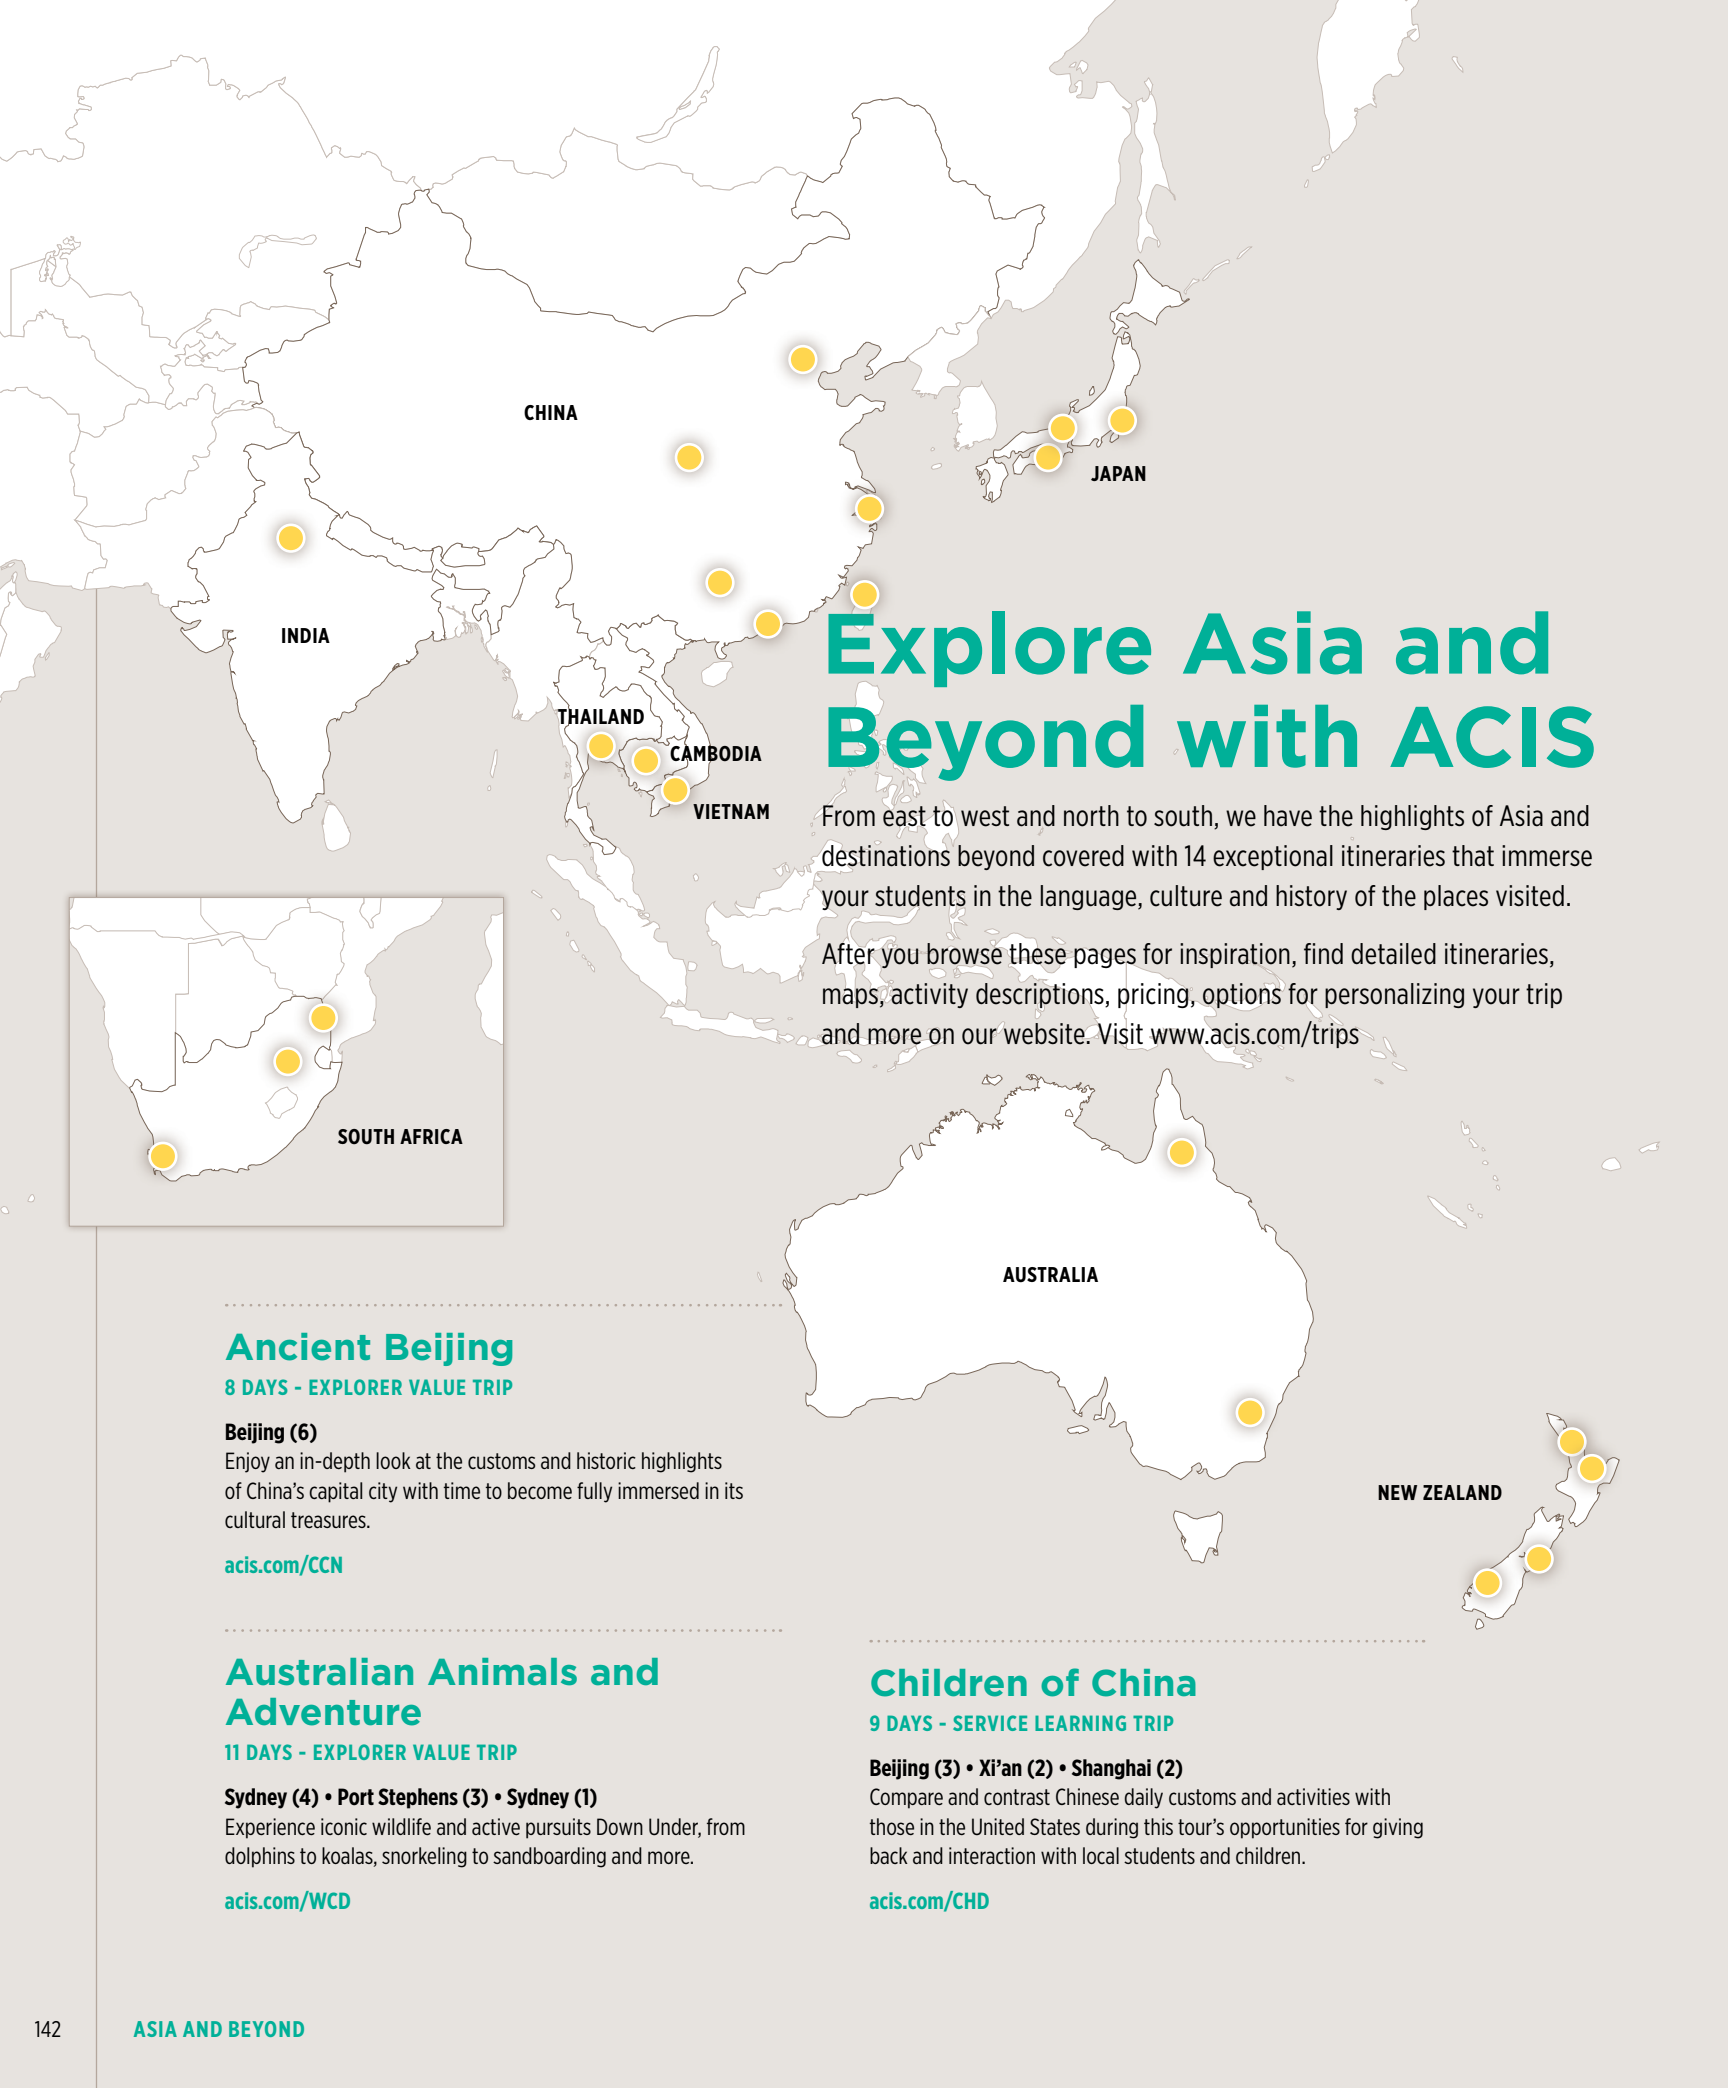 CHINA
JAPAN
INDIA
THAILAND
CAMBODIA
VIETNAM
Explore Asia and
Beyond with ACIS
From east to west and north to south, we have the highlights of Asia and
destinations beyond covered with 14 exceptional itineraries that immerse
your students in the language, culture and history of the places visited.
After you browse these pages for inspiration, find detailed itineraries,
maps, activity descriptions, pricing, options for personalizing your trip
and more on our website. Visit www.acis.com/trips
SOUTH AFRICA
AUSTRALIA
NEW ZEALAND
Ancient Beijing
8 DAYS - EXPLORER VALUE TRIP
Beijing (6)
Enjoy an in-depth look at the customs and historic highlights
of China's capital city with time to become fully immersed in its
cultural treasures.
acis.com/CCN
Australian Animals and
Adventure
11 DAYS - EXPLORER VALUE TRIP
Sydney (4) • Port Stephens (3) • Sydney (1)
Experience iconic wildlife and active pursuits Down Under, from
dolphins to koalas, snorkeling to sandboarding and more.
acis.com/WCD
Children of China
9 DAYS - SERVICE LEARNING TRIP
Beijing (3) • Xi'an (2) • Shanghai (2)
Compare and contrast Chinese daily customs and activities with
those in the United States during this tour's opportunities for giving
back and interaction with local students and children.
acis.com/CHD
142 ASIA AND BEYOND